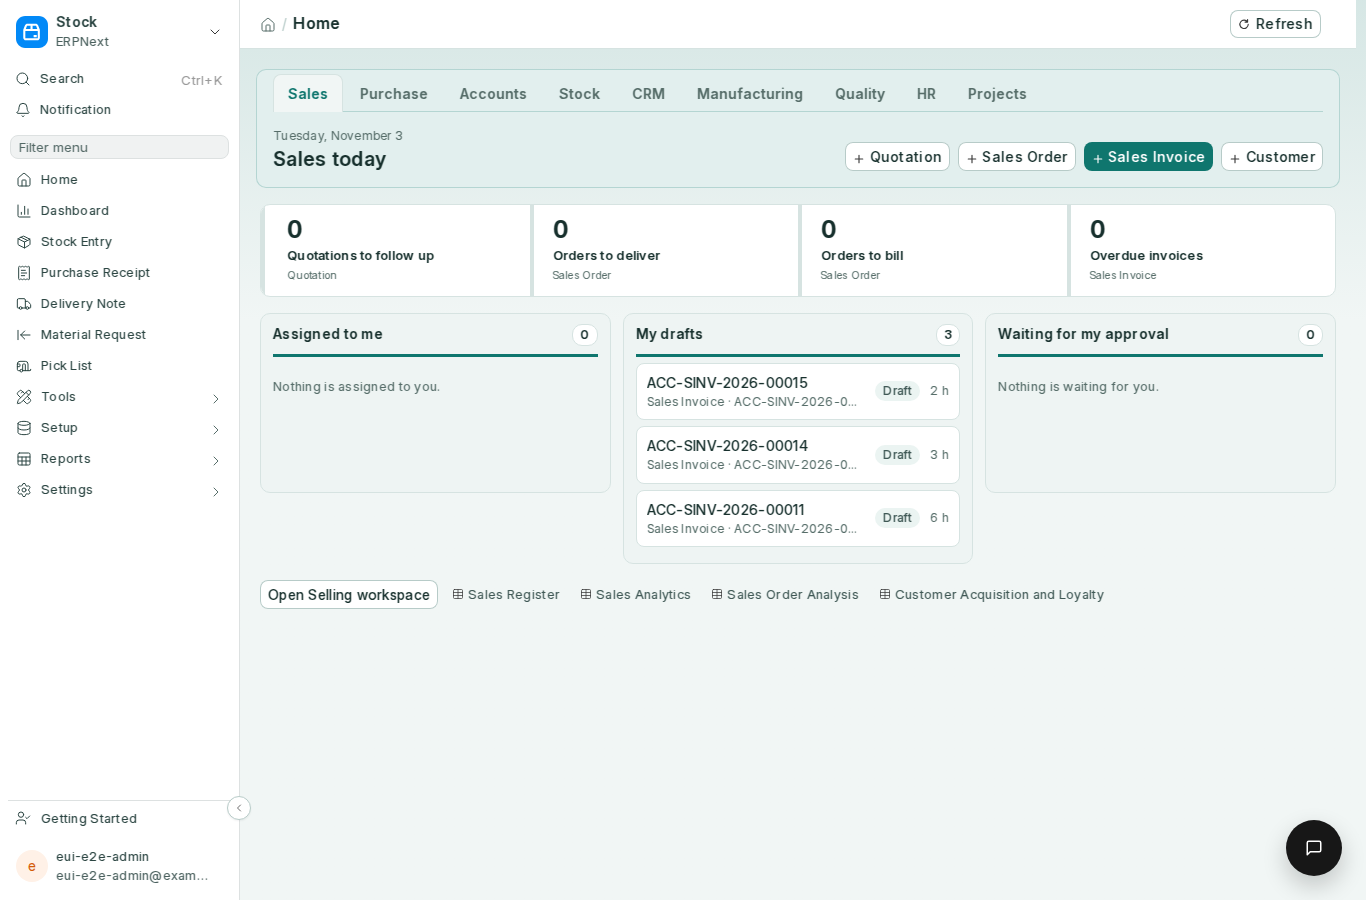 Stock
ERPNext
Search
Ctrl+K
Notification
Filter menu
Home
Dashboard
Stock Entry
Purchase Receipt
Delivery Note
Material Request
Pick List
Tools
Setup
Reports
Settings
Getting Started
e
eui-e2e-admin
eui-e2e-admin@exam...
/ Home
Refresh
Sales
Purchase
Accounts
Stock
CRM
Manufacturing
Quality
HR
Projects
Tuesday, November 3
Sales today
+ Quotation
+ Sales Order
+ Sales Invoice
+ Customer
0
Quotations to follow up
Quotation
0
Orders to deliver
Sales Order
0
Orders to bill
Sales Order
0
Overdue invoices
Sales Invoice
Assigned to me
0
Nothing is assigned to you.
My drafts
3
ACC-SINV-2026-00015
Sales Invoice · ACC-SINV-2026-0...
Draft
2 h
ACC-SINV-2026-00014
Sales Invoice · ACC-SINV-2026-0...
Draft
3 h
ACC-SINV-2026-00011
Sales Invoice · ACC-SINV-2026-0...
Draft
6 h
Waiting for my approval
0
Nothing is waiting for you.
Open Selling workspace
Sales Register
Sales Analytics
Sales Order Analysis
Customer Acquisition and Loyalty